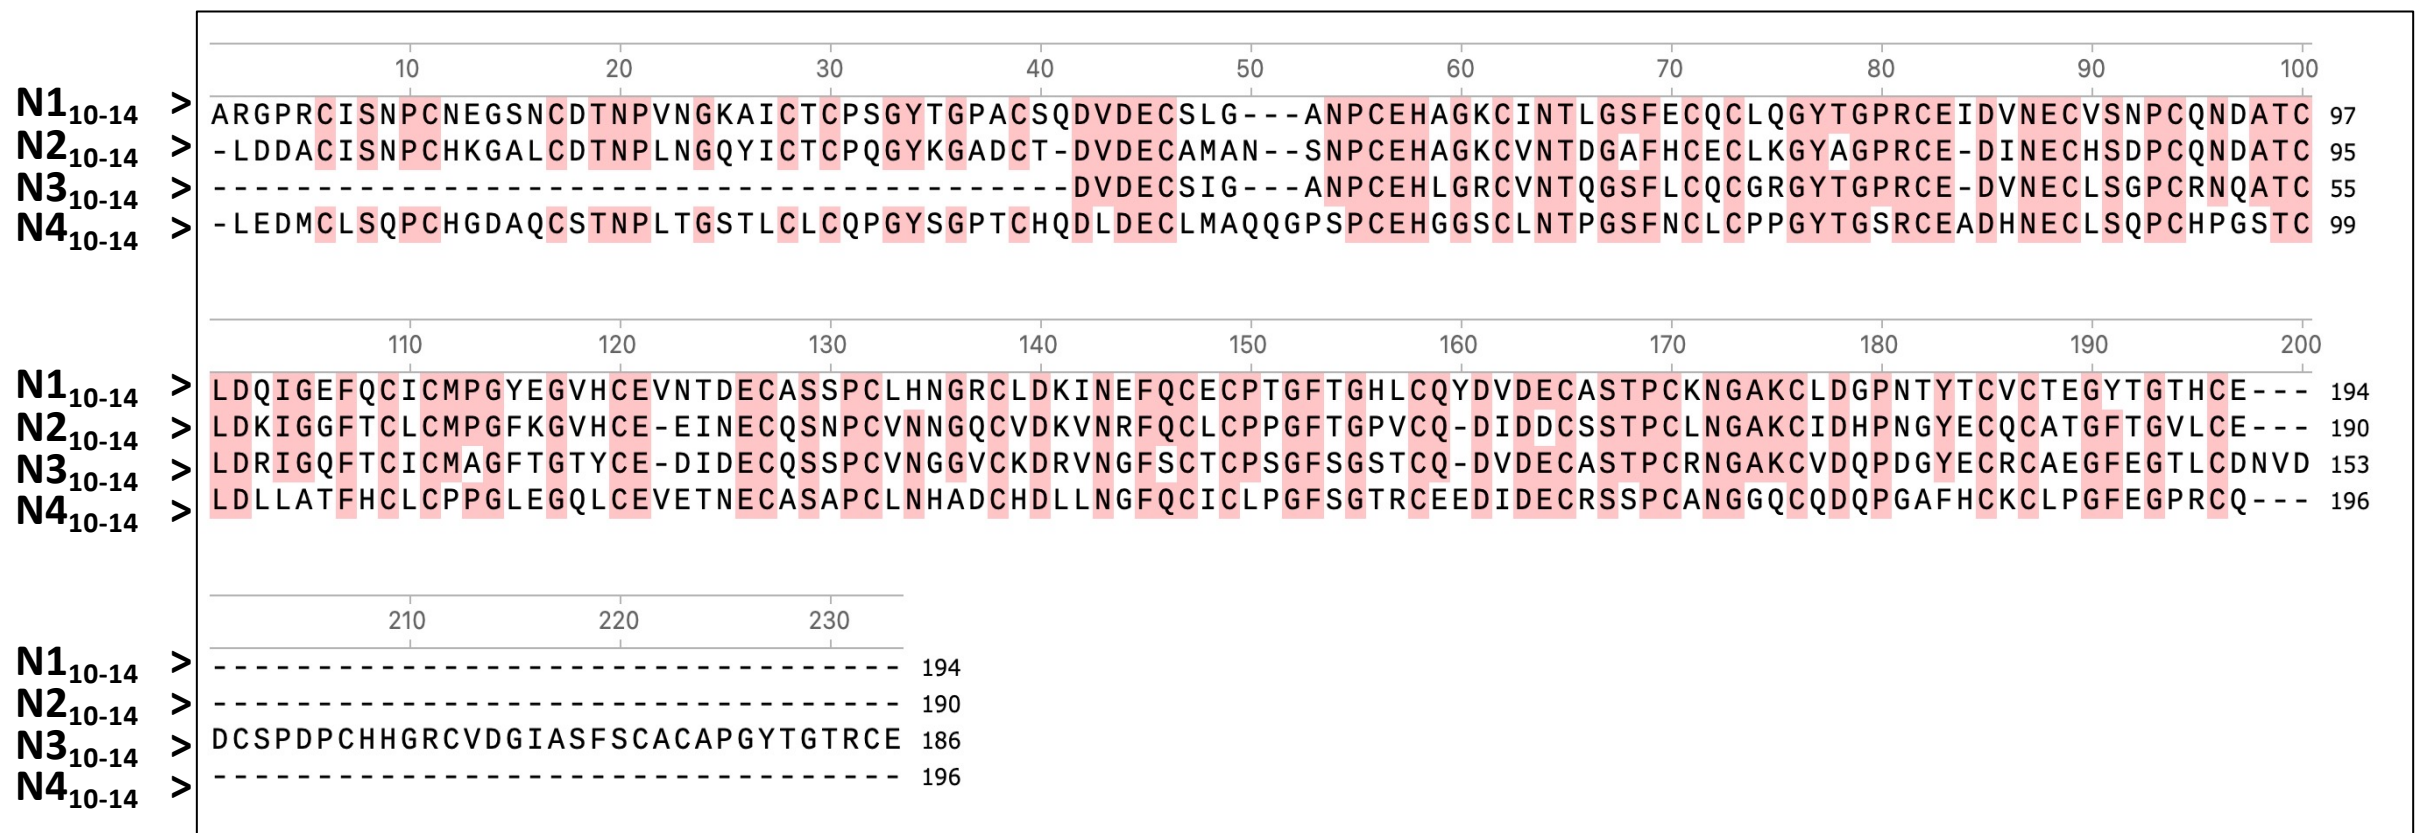 10 20 30 40 50 60 70 80 90 100
N110-14 > ARGPRCISNPCNEGSNCDTNPVNGKAICTCPSGYTGPACSQDVDECSLG---ANPCEHAGKCINTLGSFECQCLQGYTGPRCEIDVNECVSNPCQNDATC 97
N210-14 > -LDDACISNPCHKGALCDTNPLNGQYICTCPQGYKGADCT-DVDECAMAN--SNPCEHAGKCVNTDGAFHCECLKGYAGPRCE-DINECHSDPCQNDATC 95
N310-14 > -----------------------------------------DVDECSIG---ANPCEHLGRCVNTQGSFLCQCGRGYTGPRCE-DVNECLSGPCRNQATC 55
N410-14 > -LEDMCLSQPCHGDAQCSTNPLTGSTLCLCQPGYSGPTCHQDLDECLMAQQGPSPCEHGGSCLNTPGSFNCLCPPGYTGSRCEADHNECLSQPCHPGSTC 99
110 120 130 140 150 160 170 180 190 200
N110-14 > LDQIGEFQCICMPGYEGVHCEVNTDECASSPCLHNGRCLDKINEFQCECPTGFTGHLCQYDVDECASTPCKNGAKCLDGPNTYTCVCTEGYTGTHCE--- 194
N210-14 > LDKIGGFTCLCMPGFKGVHCE-EINECQSNPCVNNGQCVDKVNRFQCLCPPGFTGPVCQ-DIDDCSSTPCLNGAKCIDHPNGYECQCATGFTGVLCE--- 190
N310-14 > LDRIGQFTCICMAGFTGTYCE-DIDECQSSPCVNGGVCKDRVNGFSCTCPSGFSGSTCQ-DVDECASTPCRNGAKCVDQPDGYECRCAEGFEGTLCDNVD 153
N410-14 > LDLLATFHCLCPPGLEGQLCEVETNECASAPCLNHADCHDLLNGFQCICLPGFSGTRCEEDIDECRSSPCANGGQCQDQPGAFHCKCLPGFEGPRCQ--- 196
210 220 230
N110-14 > --------------------------------- 194
N210-14 > --------------------------------- 190
N310-14 > DCSPDPCHHGRCVDGIASFSCACAPGYTGTRCE 186
N410-14 > --------------------------------- 196